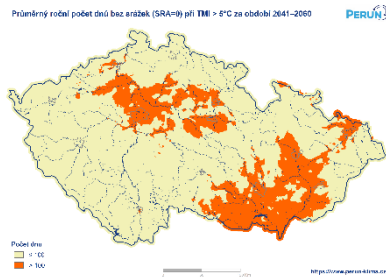 Průměrný roční počet dnů bez srážek (SRA=0) při TMI > 5°C za období 2041–2060
PERUN
Počet dnů
< 100
> 100
https://www.perun-klima.cz